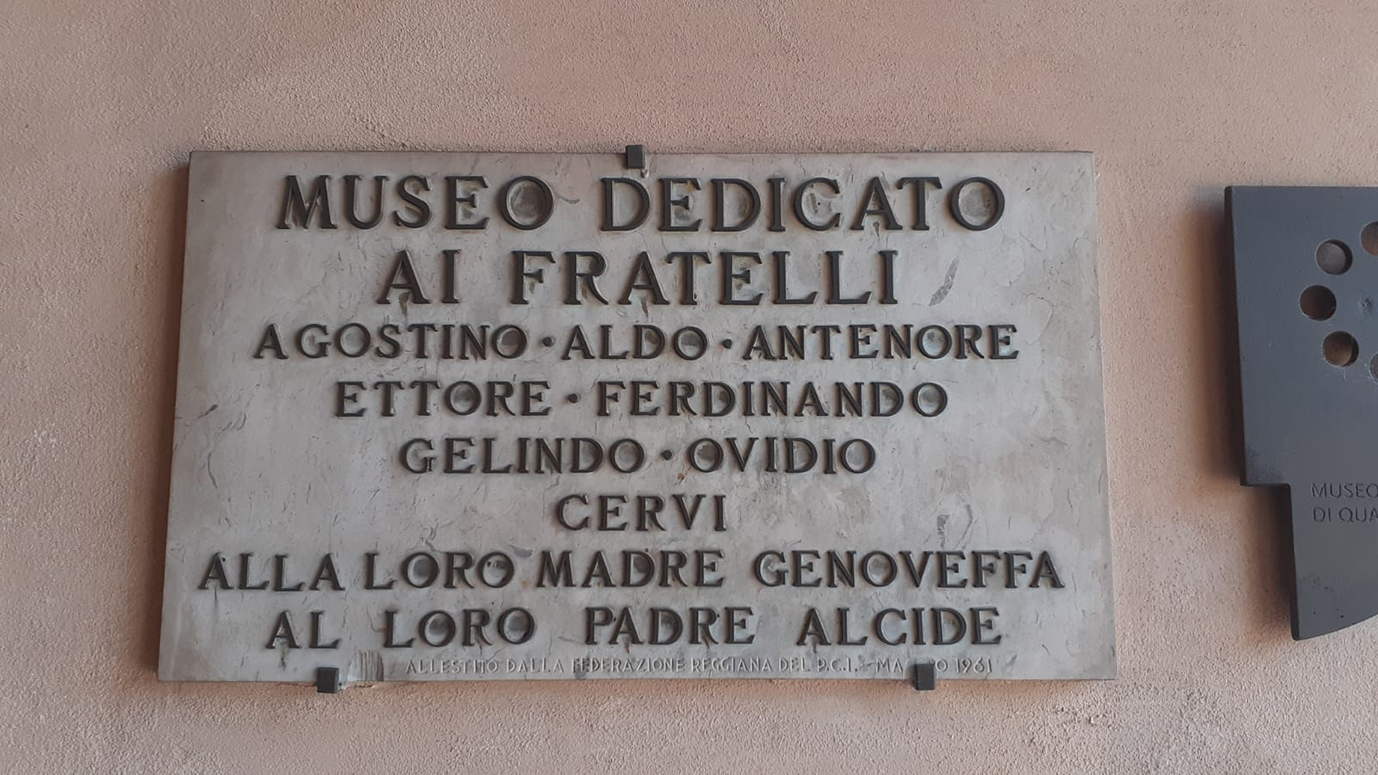 MUSEO DEDICATO
AI FRATELLI
AGOSTINO · ALDO · ANTENORE
ETTORE · FERDINANDO
GELINDO · OVIDIO
CERVI
ALLA LORO MADRE GENOVEFFA
AL LORO PADRE ALCIDE
ALLESTITO DALLA FEDERAZIONE REGGIANA DEL P.C.I. - 1961
MUSEO
DI